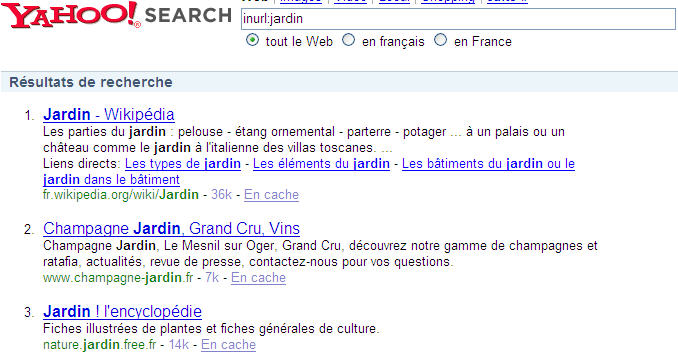 Web | Images | Video | Local | Shopping | suite »
YAHOO! SEARCH
inurl:jardin
tout le Web en français en France
Résultats de recherche
1. Jardin - Wikipédia
Les parties du jardin : pelouse - étang ornemental - parterre - potager ... à un palais ou un
château comme le jardin à l'italienne des villas toscanes. ...
Liens directs: Les types de jardin - Les éléments du jardin - Les bâtiments du jardin ou le
jardin dans le bâtiment
fr.wikipedia.org/wiki/Jardin - 36k - En cache
2. Champagne Jardin, Grand Cru, Vins
Champagne Jardin, Le Mesnil sur Oger, Grand Cru, découvrez notre gamme de champagnes et
ratafia, actualités, revue de presse, contactez-nous pour vos questions.
www.champagne-jardin.fr - 7k - En cache
3. Jardin ! l'encyclopédie
Fiches illustrées de plantes et fiches générales de culture.
nature.jardin.free.fr - 14k - En cache